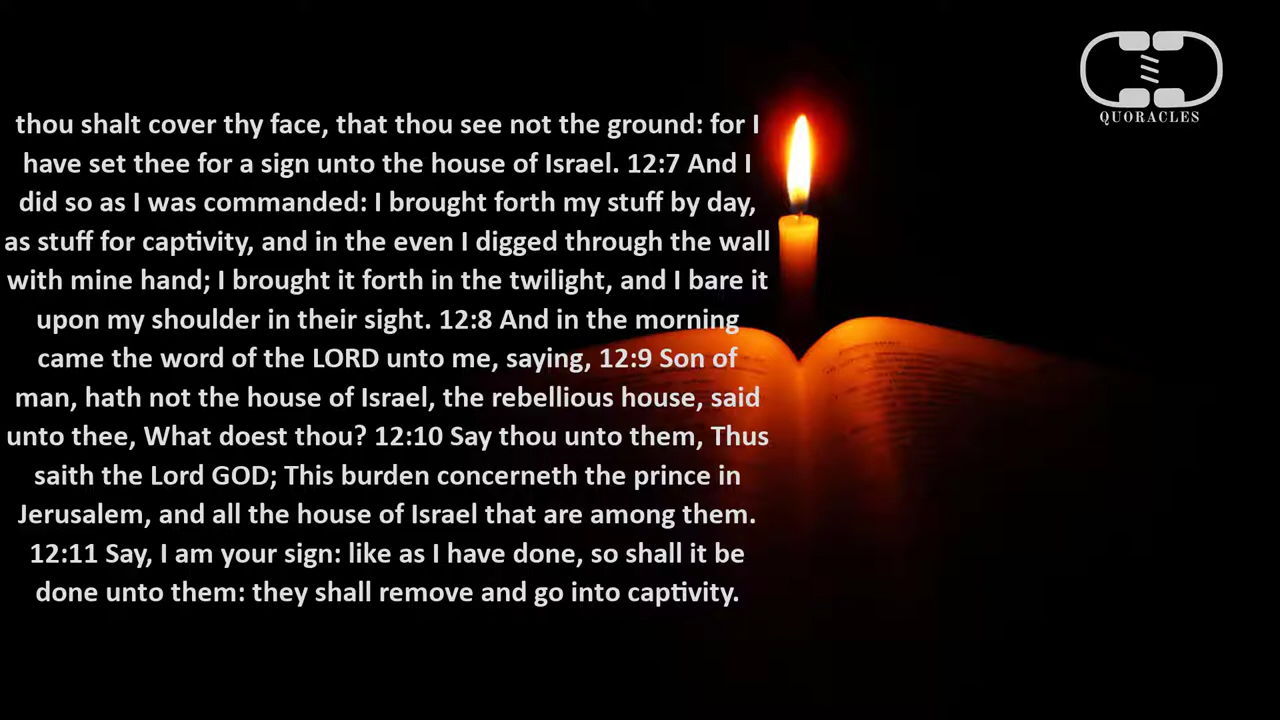 thou shalt cover thy face, that thou see not the ground: for I
have set thee for a sign unto the house of Israel. 12:7 And I
did so as I was commanded: I brought forth my stuff by day,
as stuff for captivity, and in the even I digged through the wall
with mine hand; I brought it forth in the twilight, and I bare it
upon my shoulder in their sight. 12:8 And in the morning
came the word of the LORD unto me, saying, 12:9 Son of
man, hath not the house of Israel, the rebellious house, said
unto thee, What doest thou? 12:10 Say thou unto them, Thus
saith the Lord GOD; This burden concerneth the prince in
Jerusalem, and all the house of Israel that are among them.
12:11 Say, I am your sign: like as I have done, so shall it be
done unto them: they shall remove and go into captivity.
QUORACLES